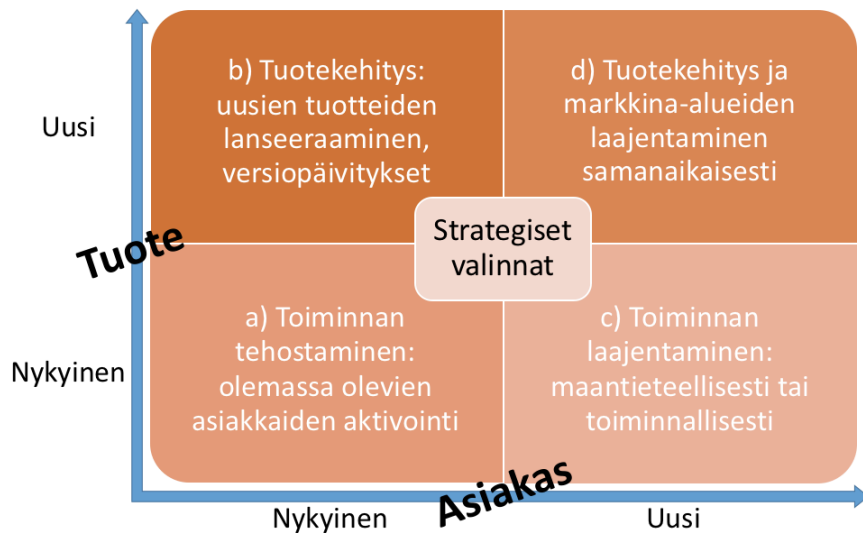 Uusi
b) Tuotekehitys:
uusien tuotteiden
lanseeraaminen,
versiopäivitykset
d) Tuotekehitys ja
markkina-alueiden
laajentaminen
samanaikaisesti
Tuote
Strategiset
valinnat
Nykyinen
a) Toiminnan
tehostaminen:
olemassa olevien
asiakkaiden aktivointi
c) Toiminnan
laajentaminen:
maantieteellisesti tai
toiminnallisesti
Nykyinen
Asiakas
Uusi